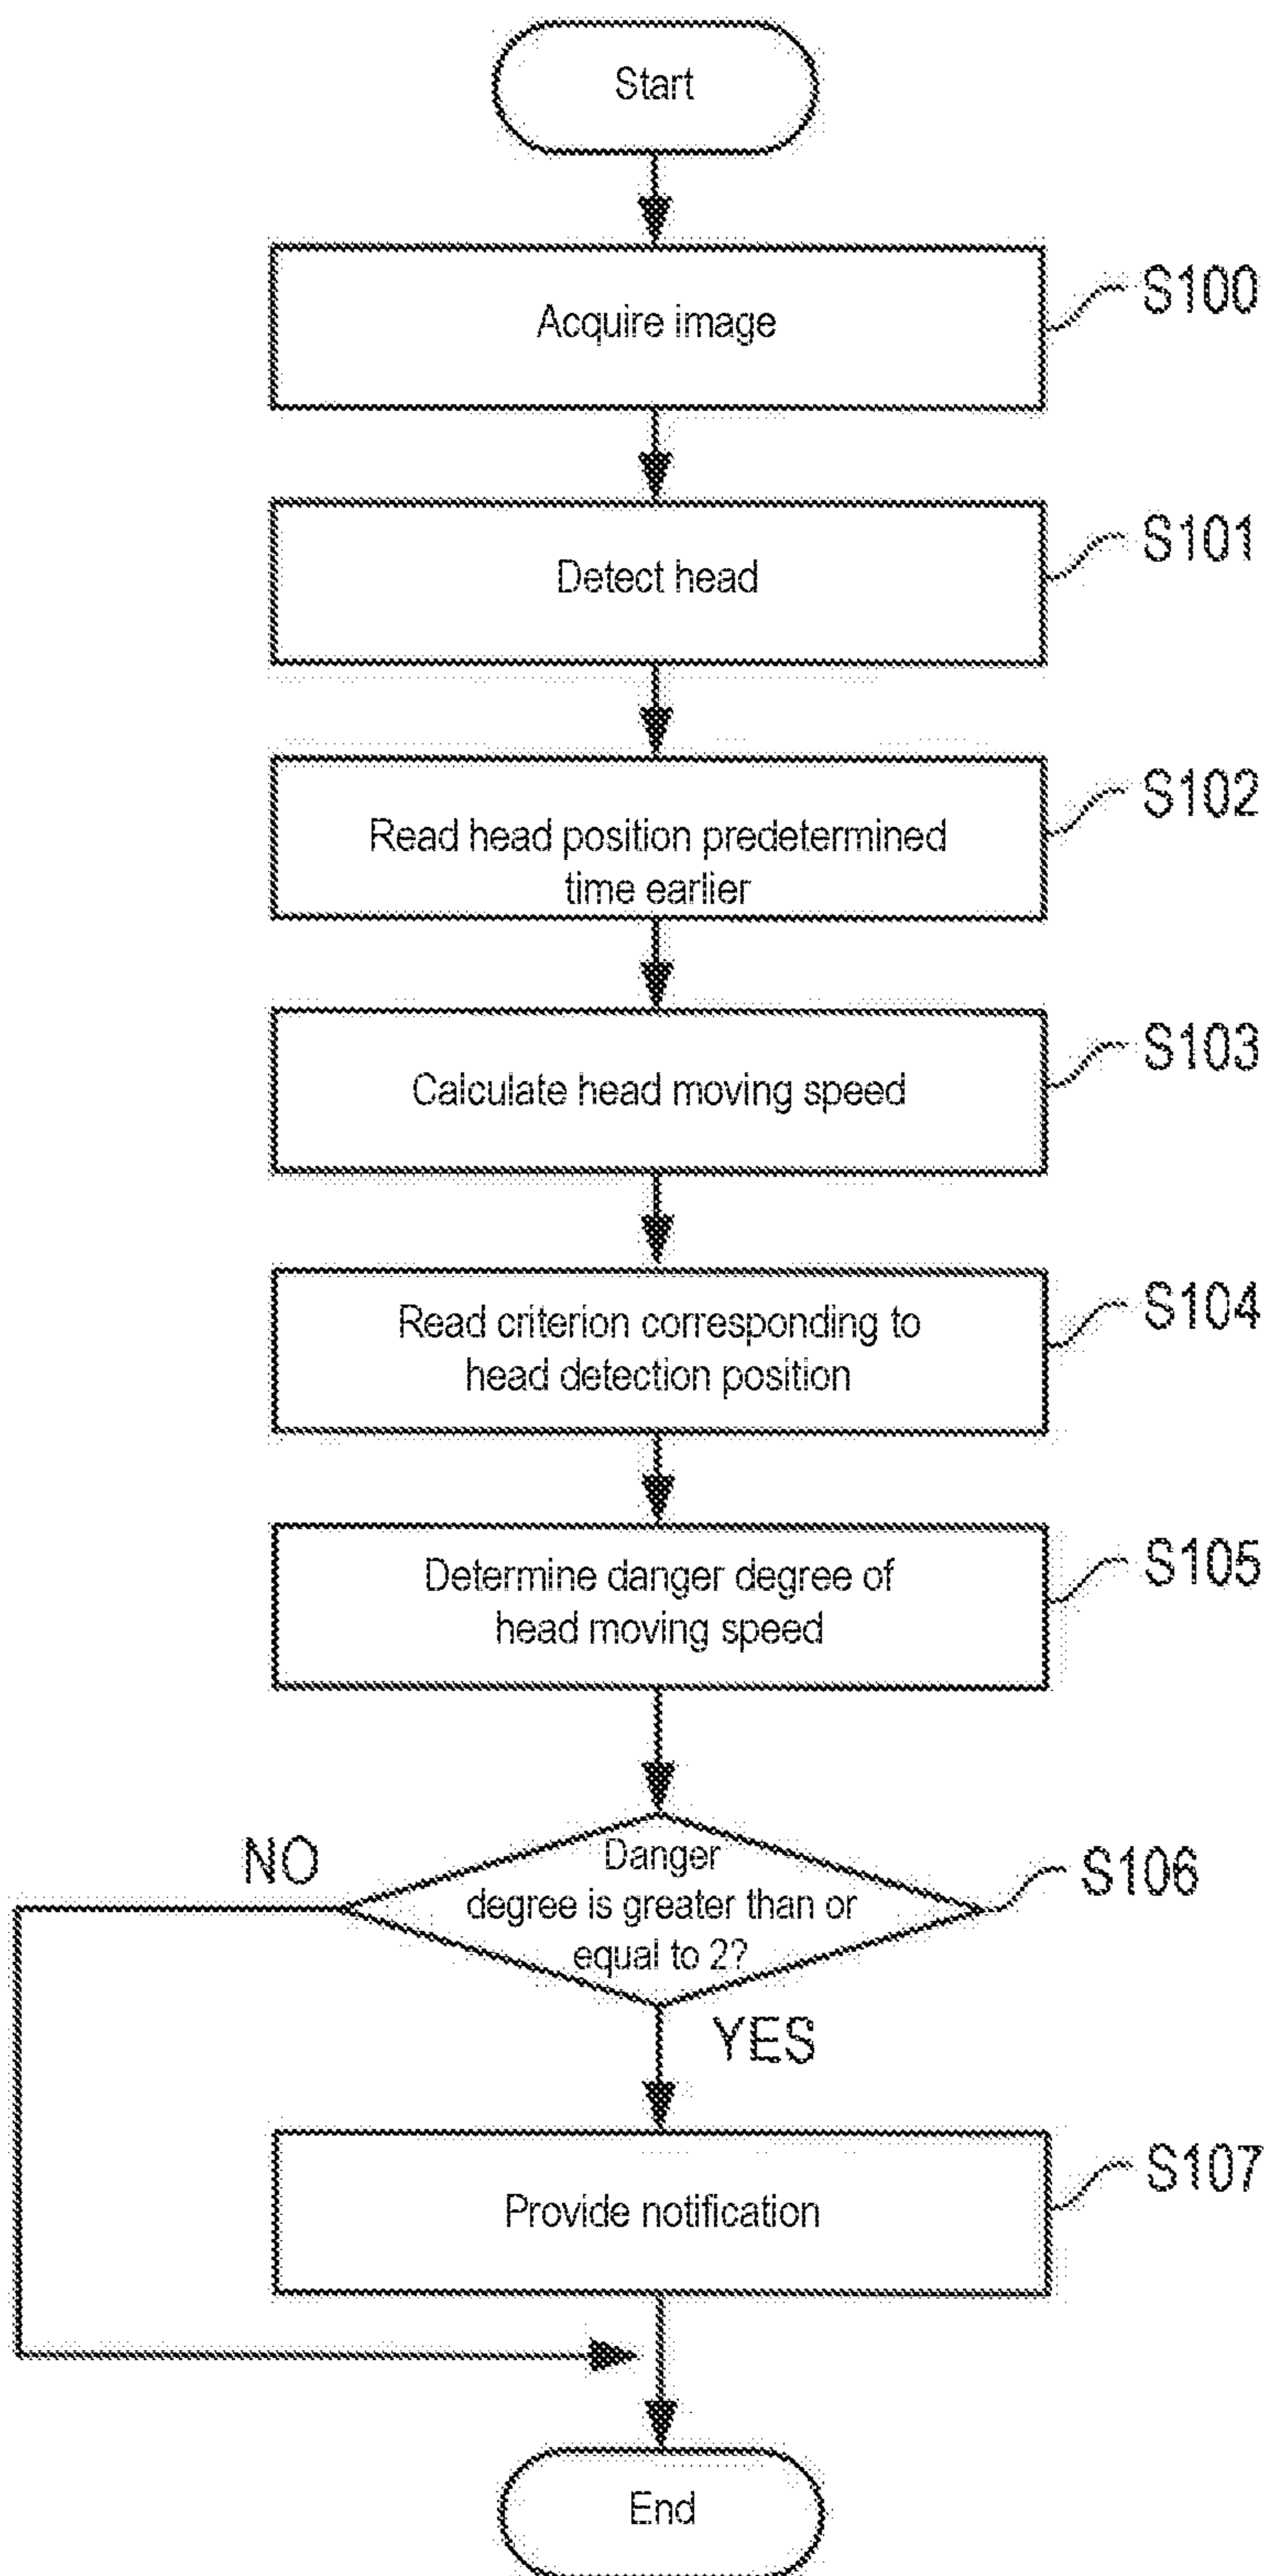 Start
Acquire image
S100
Detect head
S101
Read head position predetermined
time earlier
S102
Calculate head moving speed
S103
Read criterion corresponding to
head detection position
S104
Determine danger degree of
head moving speed
S105
NO
Danger
degree is greater than or
equal to 2?
S106
YES
Provide notification
S107
End